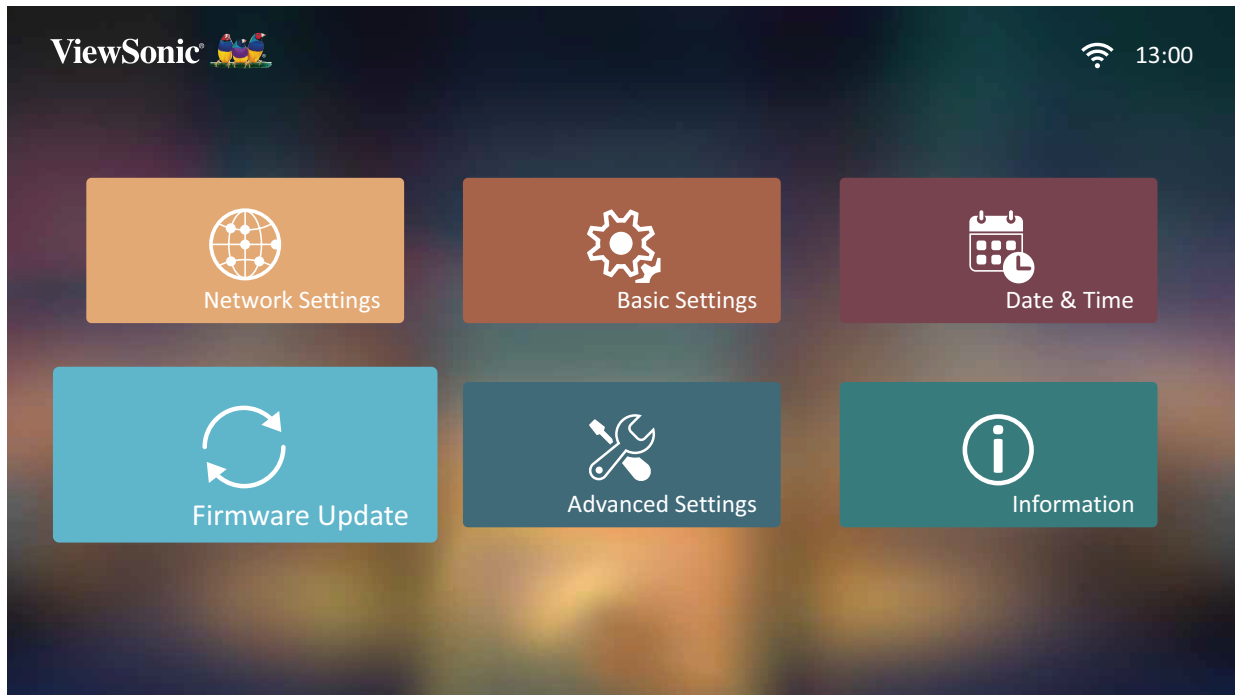 ViewSonic®
13:00
Network Settings
Basic Settings
Date & Time
Firmware Update
Advanced Settings
Information